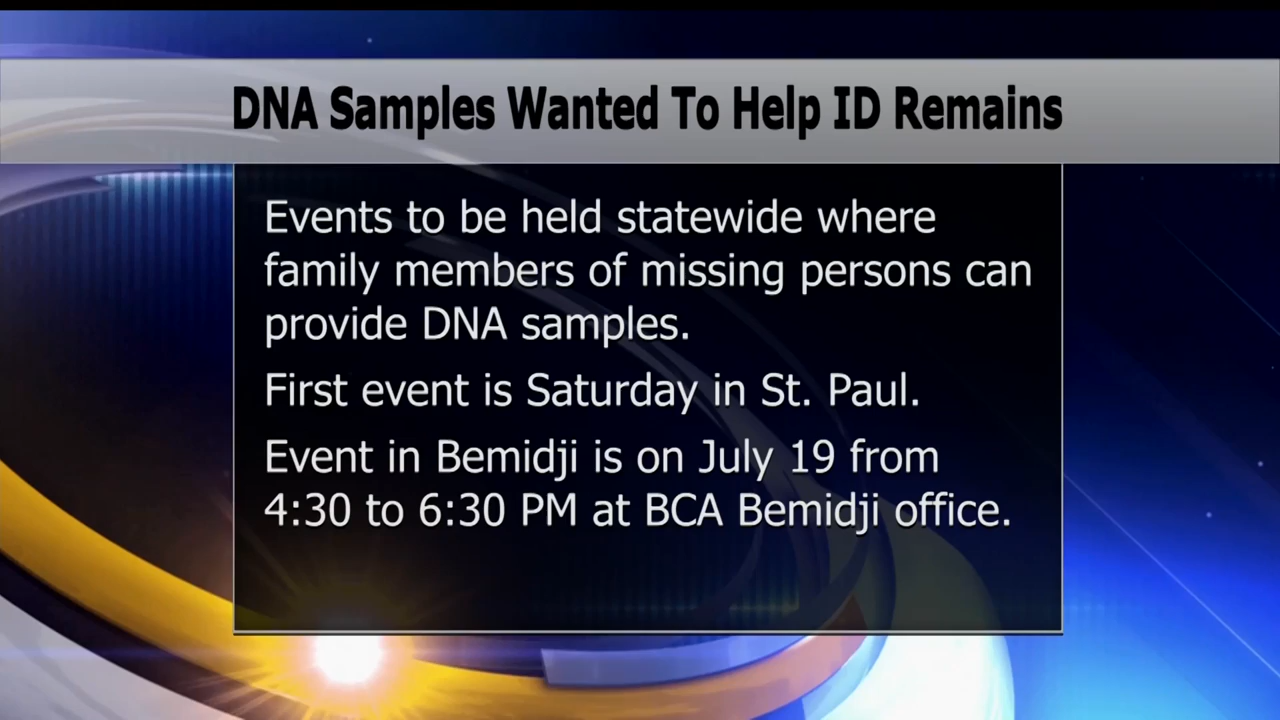 DNA Samples Wanted To Help ID Remains
Events to be held statewide where
family members of missing persons can
provide DNA samples.
First event is Saturday in St. Paul.
Event in Bemidji is on July 19 from
4:30 to 6:30 PM at BCA Bemidji office.